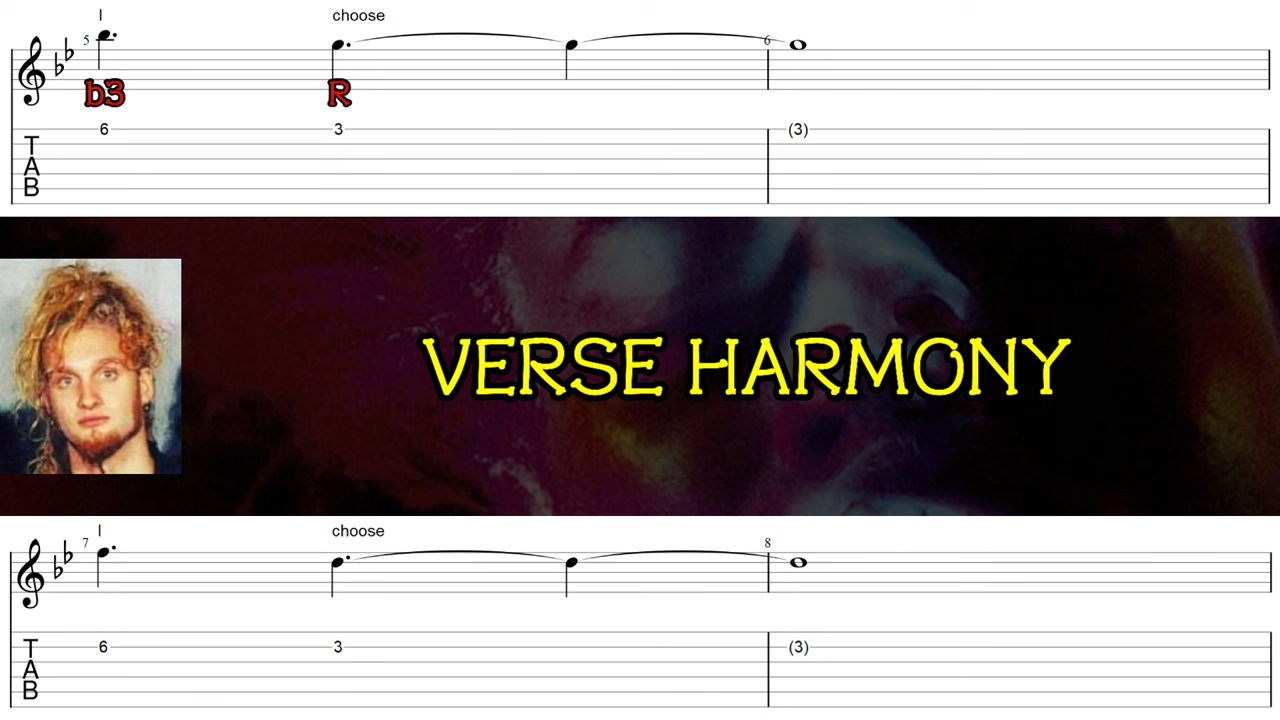 I choose
5 6
b3 R
6 3 (3)
T
A
B
VERSE HARMONY
I choose
7 8
6 3 (3)
T
A
B